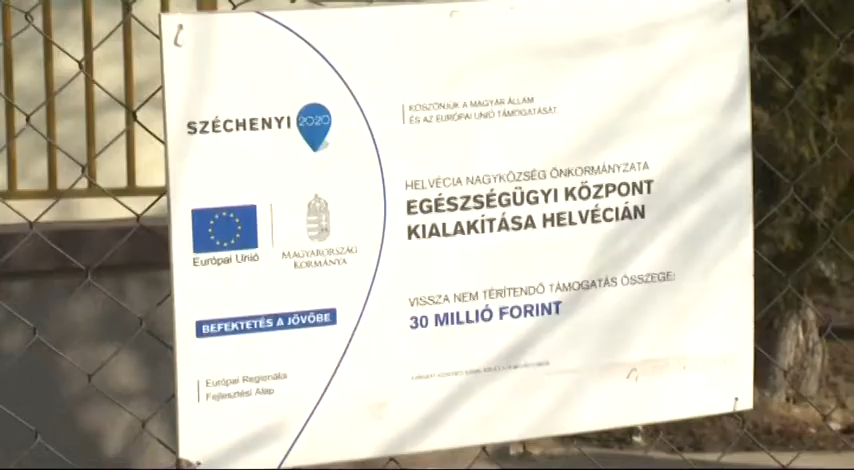 SZÉCHENYI 2020
KÖSZÖNJÜK A MAGYAR ÁLLAM
ÉS AZ EURÓPAI UNIÓ TÁMOGATÁSÁT
HELVÉCIA NAGYKÖZSÉG ÖNKORMÁNYZATA
EGÉSZSÉGÜGYI KÖZPONT
KIALAKÍTÁSA HELVÉCIÁN
Európai Unió
MAGYARORSZÁG
KORMÁNYA
VISSZA NEM TÉRÍTENDŐ TÁMOGATÁS ÖSSZEGE:
30 MILLIÓ FORINT
BEFEKTETÉS A JÖVŐBE
Európai Regionális
Fejlesztési Alap